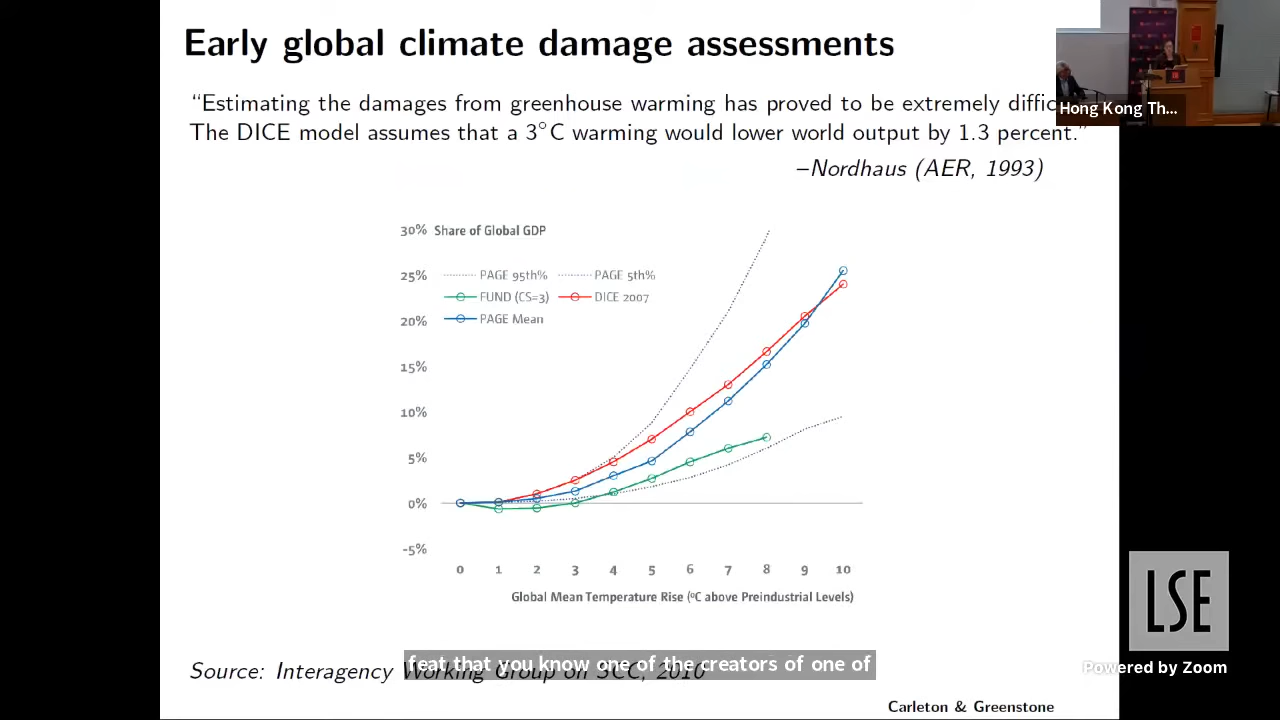 Early global climate damage assessments
“Estimating the damages from greenhouse warming has proved to be extremely
The DICE model assumes that a 3°C warming would lower world output by 1.3 percent.”
–Nordhaus (AER, 1993)
Hong Kong Th...
30% Share of Global GDP
25%
PAGE 95th% PAGE 5th%
FUND (CS=3) DICE 2007
20%
PAGE Mean
15%
10%
5%
0%
-5%
0 1 2 3 4 5 6 7 8 9 10
Global Mean Temperature Rise (ºC above Preindustrial Levels)
Source: Interagency Working Group on SCC, 2010
feat that you know one of the creators of one of
Carleton & Greenstone
LSE
Powered by Zoom